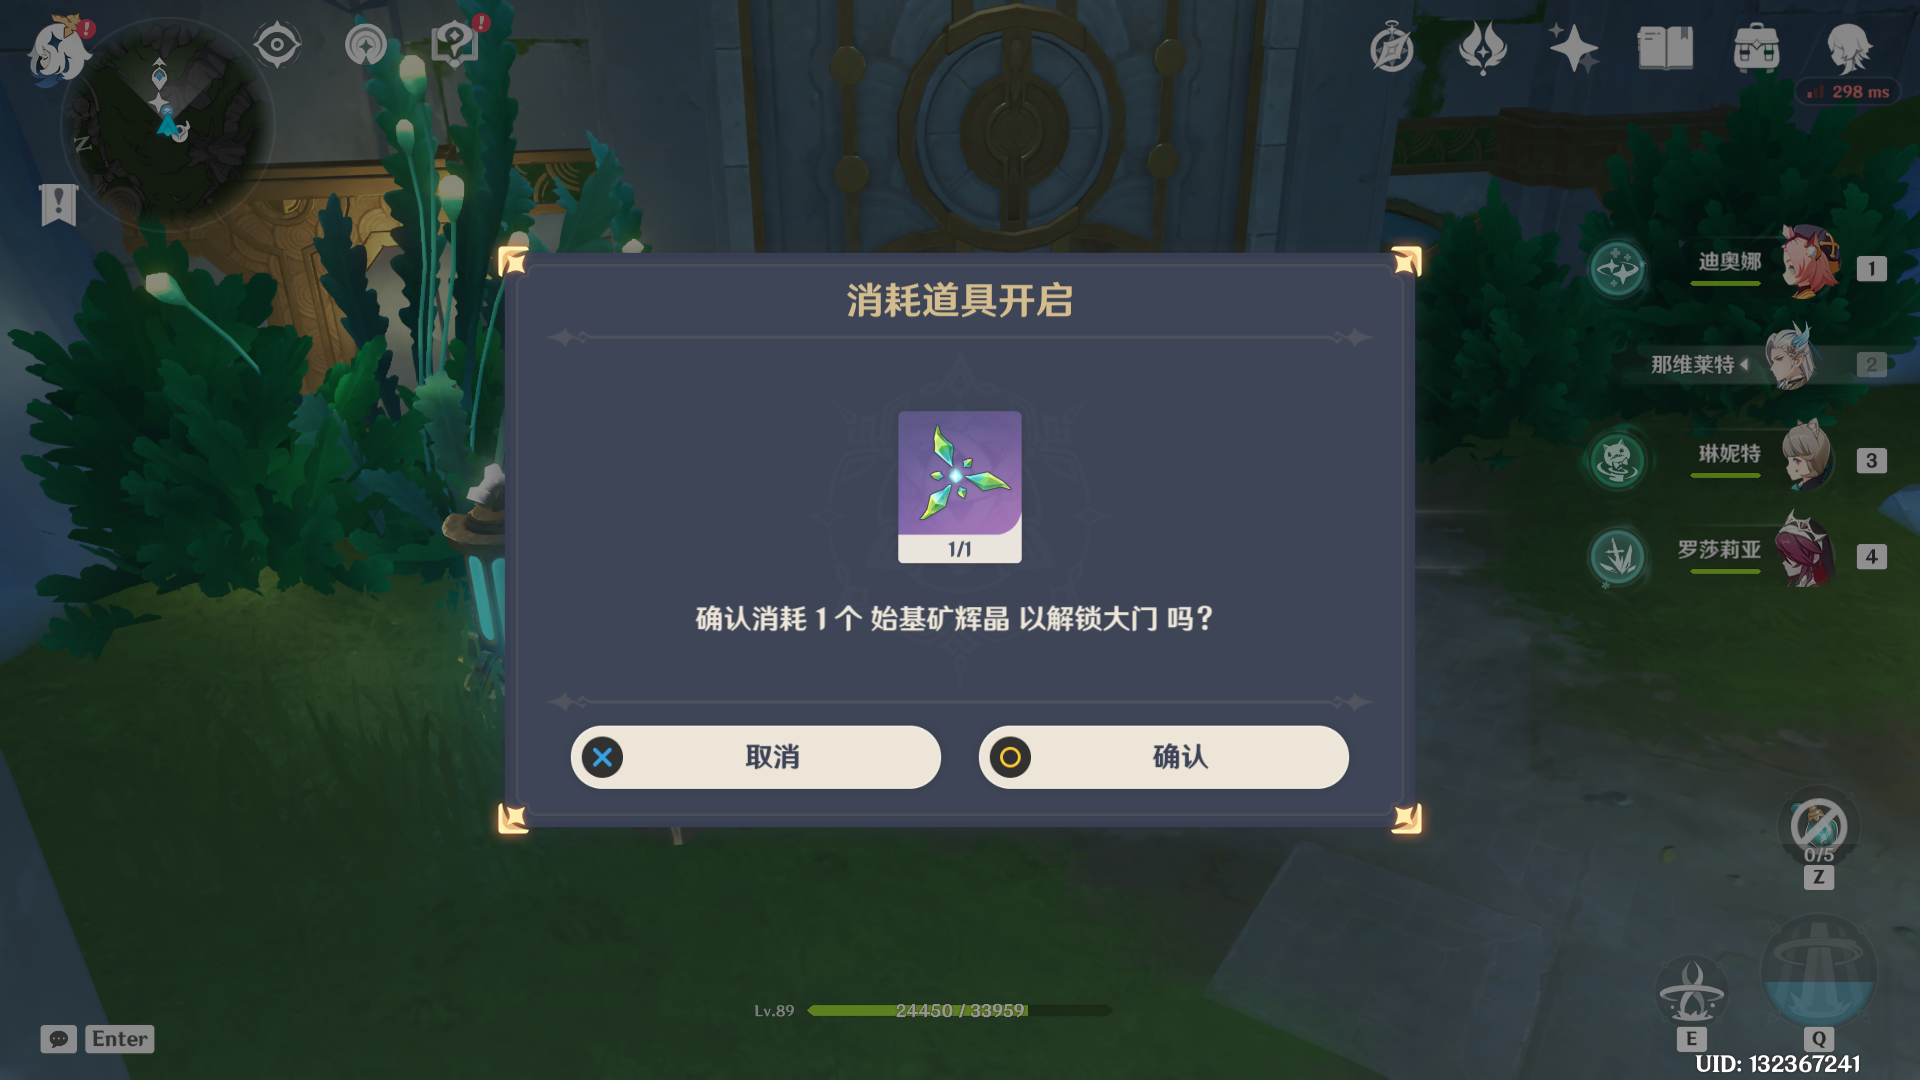 298 ms
N
消耗道具开启
1/1
确认消耗 1 个 始基矿辉晶 以解锁大门 吗？
取消
确认
迪奥娜
1
那维莱特
2
琳妮特
3
罗莎莉亚
4
0/5
Z
E
Q
Lv.89
24450 / 33959
Enter
UID: 132367241